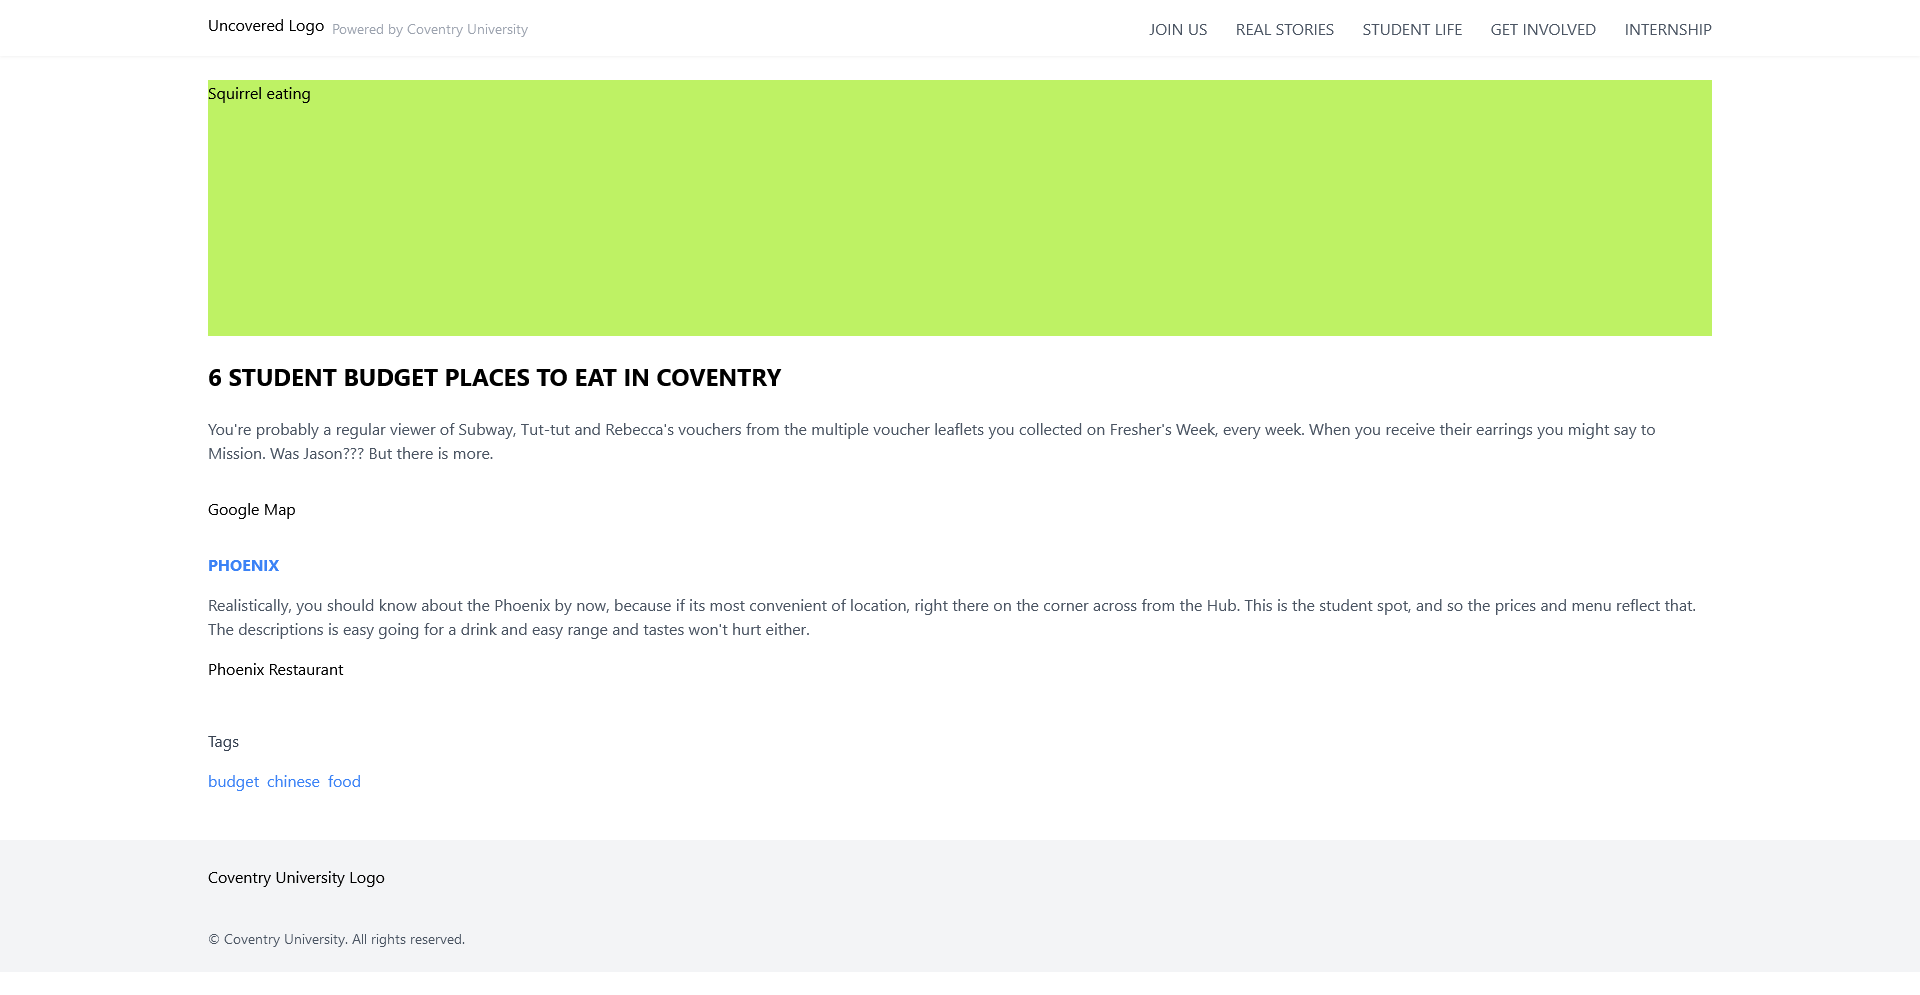 Uncovered Logo Powered by Coventry University JOIN US REAL STORIES STUDENT LIFE GET INVOLVED INTERNSHIP
Squirrel eating
6 STUDENT BUDGET PLACES TO EAT IN COVENTRY
You're probably a regular viewer of Subway, Tut-tut and Rebecca's vouchers from the multiple voucher leaflets you collected on Fresher's Week, every week. When you receive their earrings you might say to
Mission. Was Jason??? But there is more.
Google Map
PHOENIX
Realistically, you should know about the Phoenix by now, because if its most convenient of location, right there on the corner across from the Hub. This is the student spot, and so the prices and menu reflect that.
The descriptions is easy going for a drink and easy range and tastes won't hurt either.
Phoenix Restaurant
Tags
budget chinese food
Coventry University Logo
© Coventry University. All rights reserved.